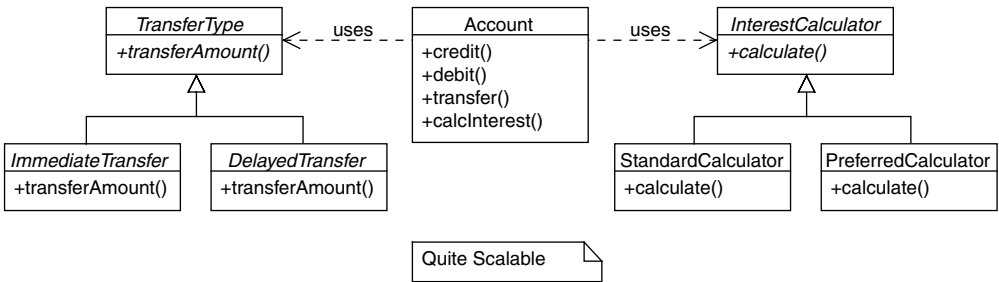 TransferType
+transferAmount()
uses
Account
+credit()
+debit()
+transfer()
+calcInterest()
uses
InterestCalculator
+calculate()
ImmediateTransfer
+transferAmount()
DelayedTransfer
+transferAmount()
StandardCalculator
+calculate()
PreferredCalculator
+calculate()
Quite Scalable